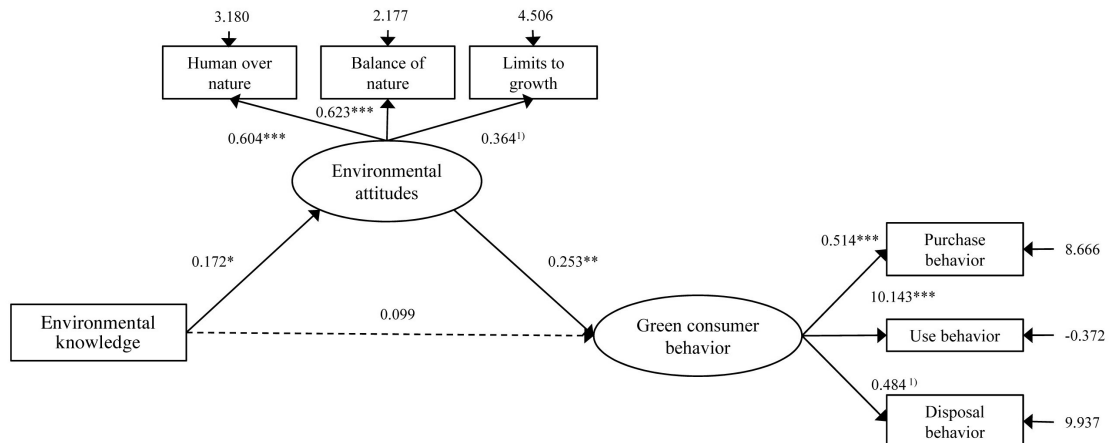 3.180
2.177
4.506
Human over
nature
Balance of
nature
Limits to
growth
0.623***
0.604***
0.364¹⁾
Environmental
attitudes
0.172*
0.253**
0.514***
Purchase
behavior
8.666
Environmental
knowledge
0.099
Green consumer
behavior
10.143***
Use behavior
-0.372
0.484¹⁾
Disposal
behavior
9.937